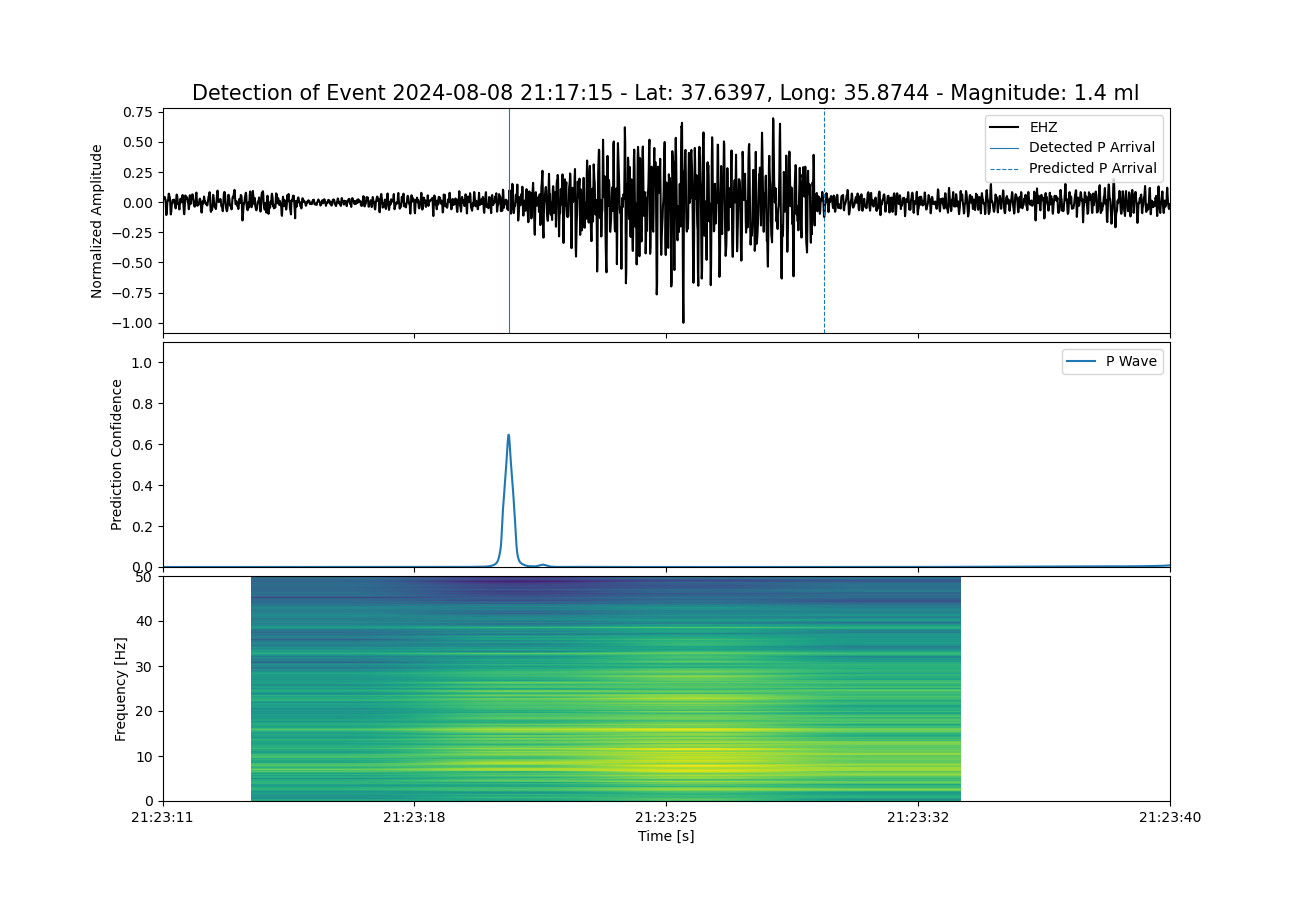 Detection of Event 2024-08-08 21:17:15 - Lat: 37.6397, Long: 35.8744 - Magnitude: 1.4 ml
0.75
0.50
0.25
0.00
−0.25
−0.50
−0.75
−1.00
Normalized Amplitude
EHZ
Detected P Arrival
Predicted P Arrival
1.0
0.8
0.6
0.4
0.2
0.0
Prediction Confidence
P Wave
50
40
30
20
10
0
Frequency [Hz]
21:23:11 21:23:18 21:23:25 21:23:32 21:23:40
Time [s]